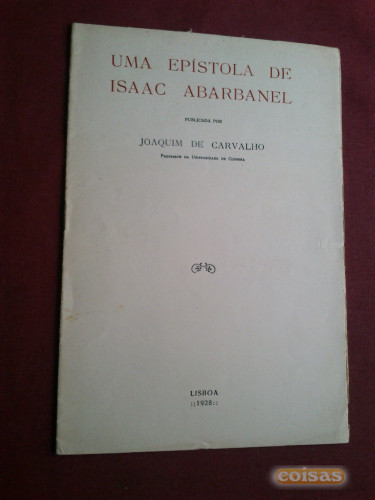 UMA EPÍSTOLA DE
ISAAC ABARBANEL
PUBLICADA POR
JOAQUIM DE CARVALHO
PROFESSOR DA UNIVERSIDADE DE COIMBRA
LISBOA
::1928::
coisas